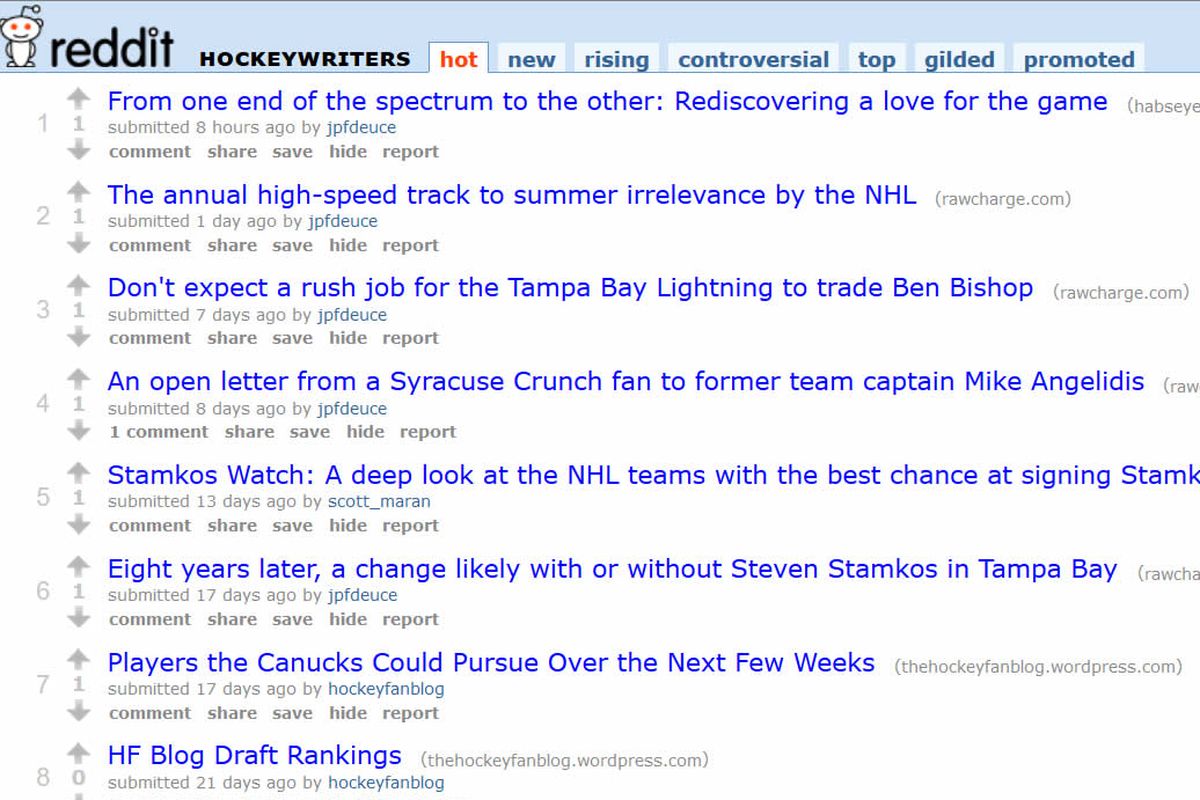 reddit HOCKEYWRITERS hot new rising controversial top gilded promoted
1 1 From one end of the spectrum to the other: Rediscovering a love for the game (habseye
submitted 8 hours ago by jpfdeuce
comment share save hide report
2 1 The annual high-speed track to summer irrelevance by the NHL (rawcharge.com)
submitted 1 day ago by jpfdeuce
comment share save hide report
3 1 Don't expect a rush job for the Tampa Bay Lightning to trade Ben Bishop (rawcharge.com)
submitted 7 days ago by jpfdeuce
comment share save hide report
4 1 An open letter from a Syracuse Crunch fan to former team captain Mike Angelidis (raw
submitted 8 days ago by jpfdeuce
1 comment share save hide report
5 1 Stamkos Watch: A deep look at the NHL teams with the best chance at signing Stamk
submitted 13 days ago by scott_maran
comment share save hide report
6 1 Eight years later, a change likely with or without Steven Stamkos in Tampa Bay (rawcha
submitted 17 days ago by jpfdeuce
comment share save hide report
7 1 Players the Canucks Could Pursue Over the Next Few Weeks (thehockeyfanblog.wordpress.com)
submitted 17 days ago by hockeyfanblog
comment share save hide report
8 0 HF Blog Draft Rankings (thehockeyfanblog.wordpress.com)
submitted 21 days ago by hockeyfanblog